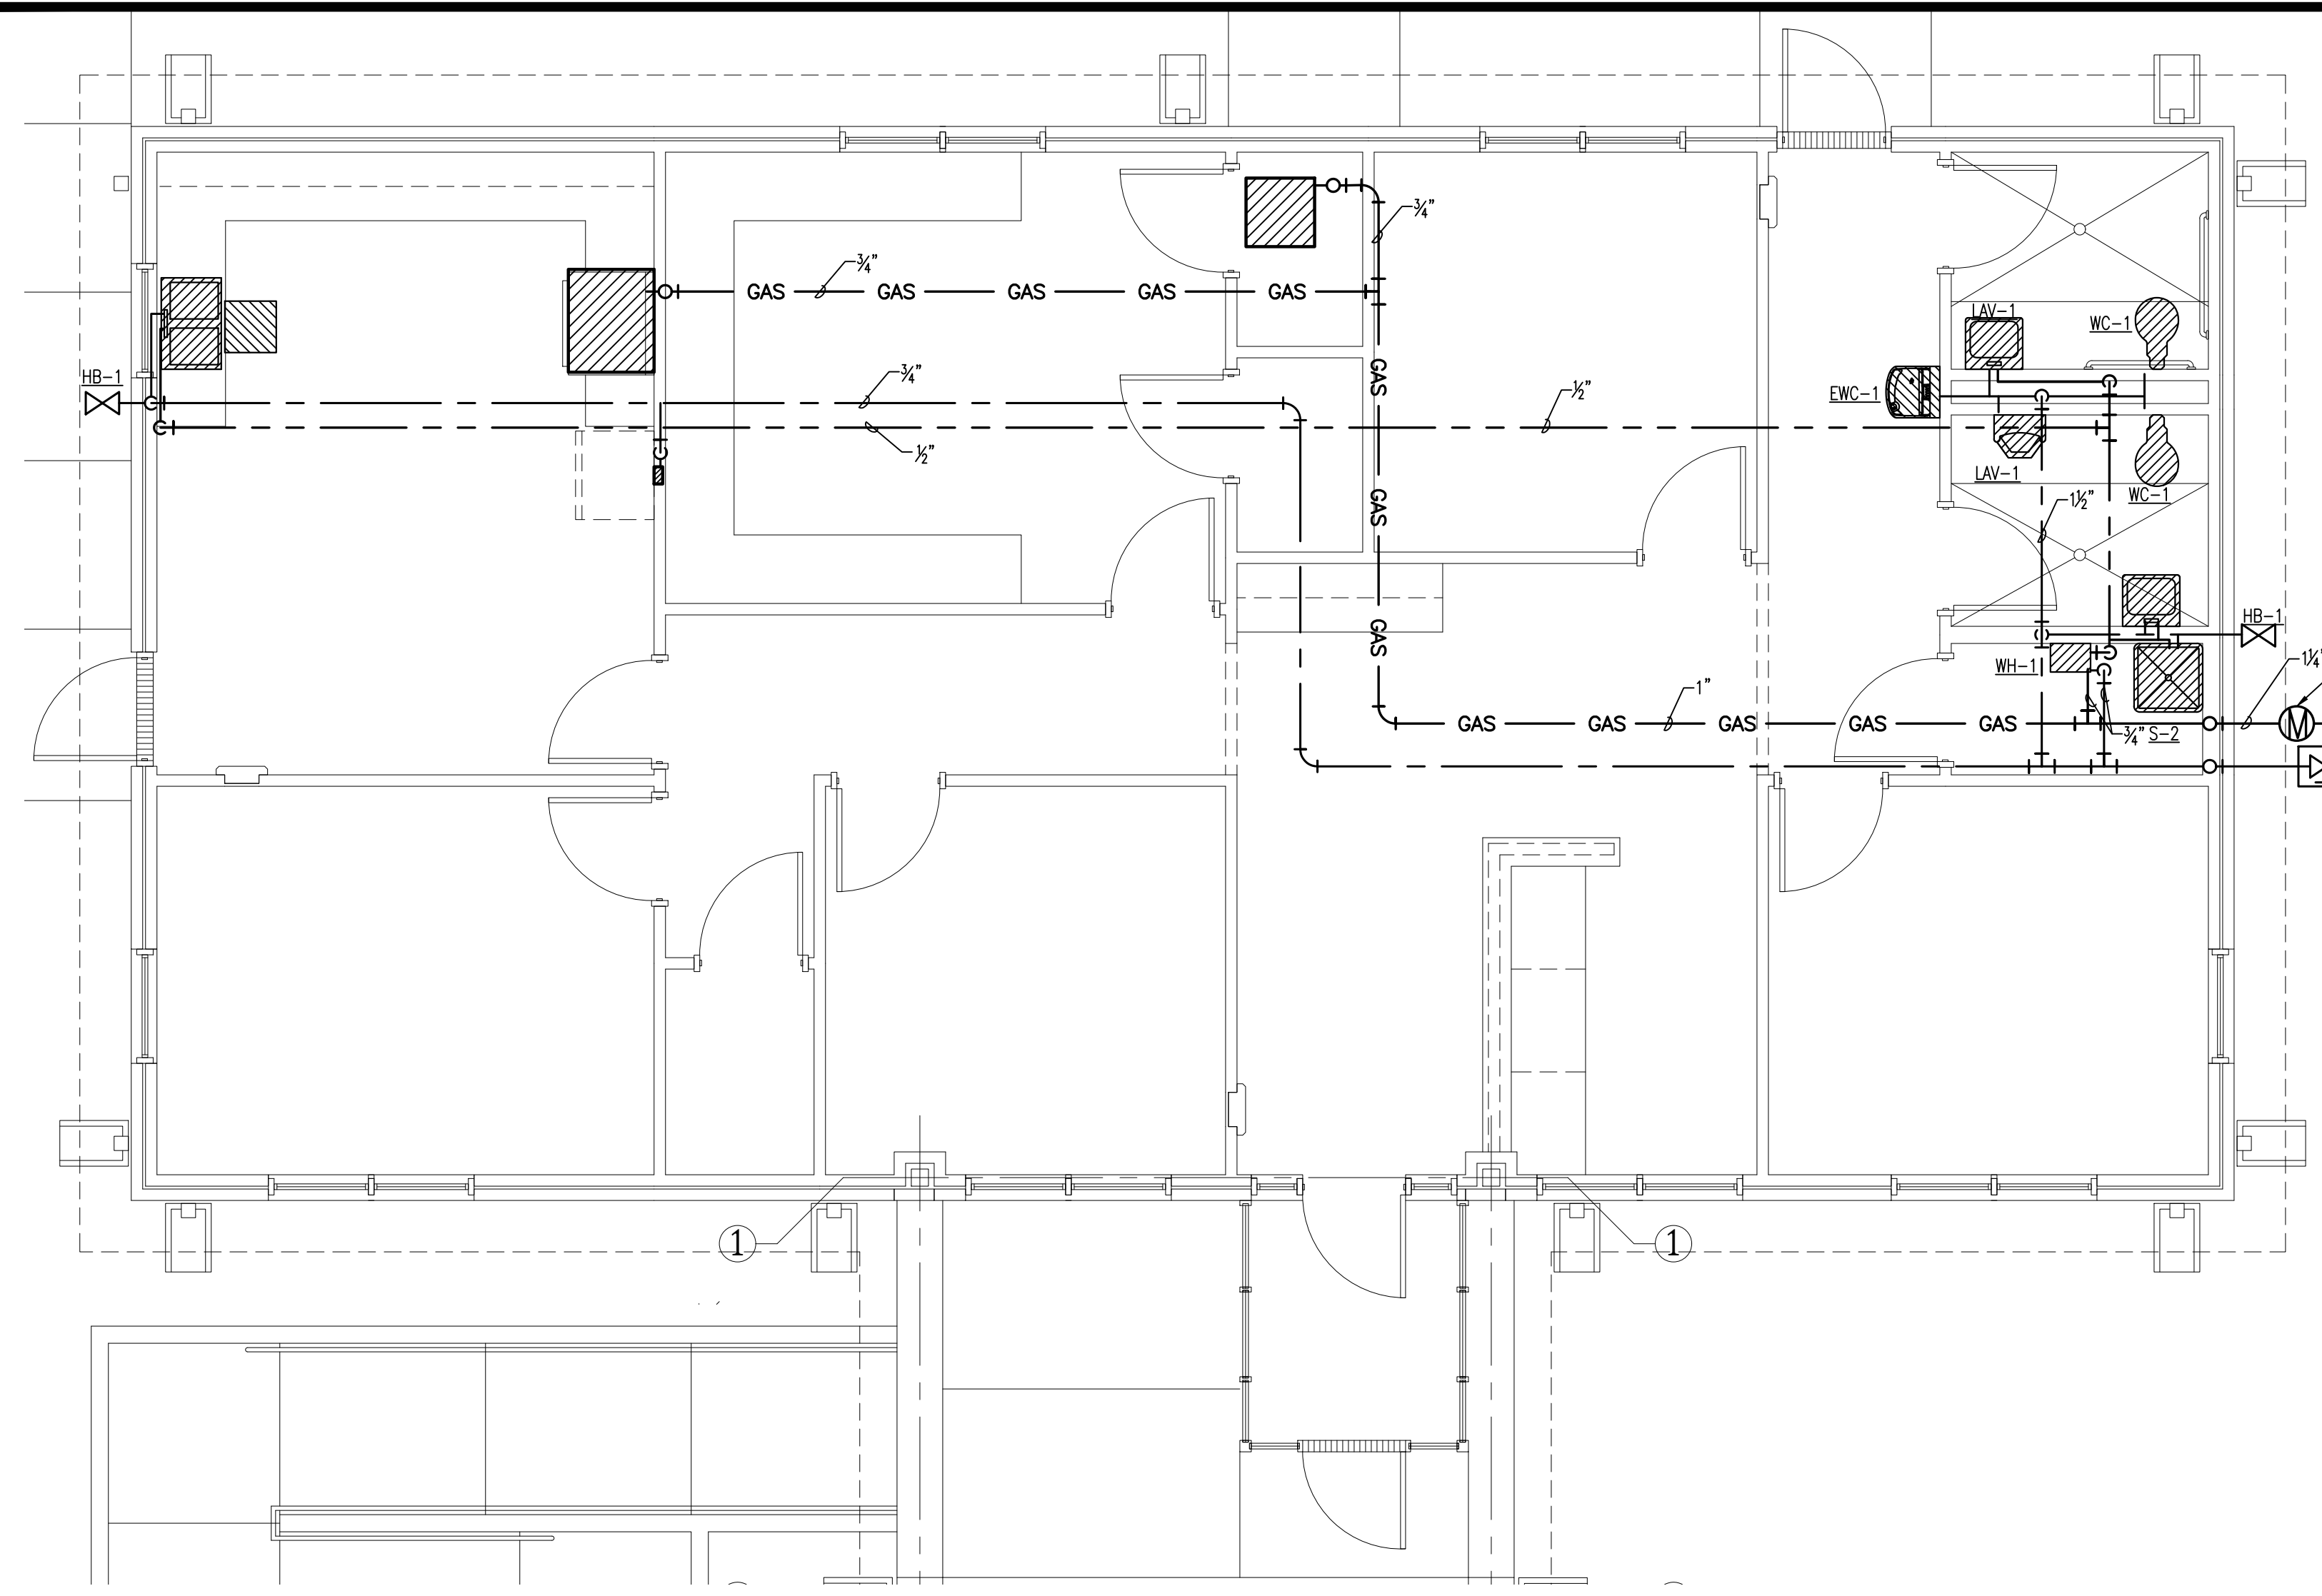 ¾"
¾"
GAS GAS GAS GAS GAS
LAV-1
WC-1
HB-1
¾"
GAS
½"
EWC-1
½"
LAV-1
WC-1
1½"
GAS
HB-1
GAS
WH-1
1¼"
1"
GAS GAS GAS GAS GAS
M
¾" S-2
1
1